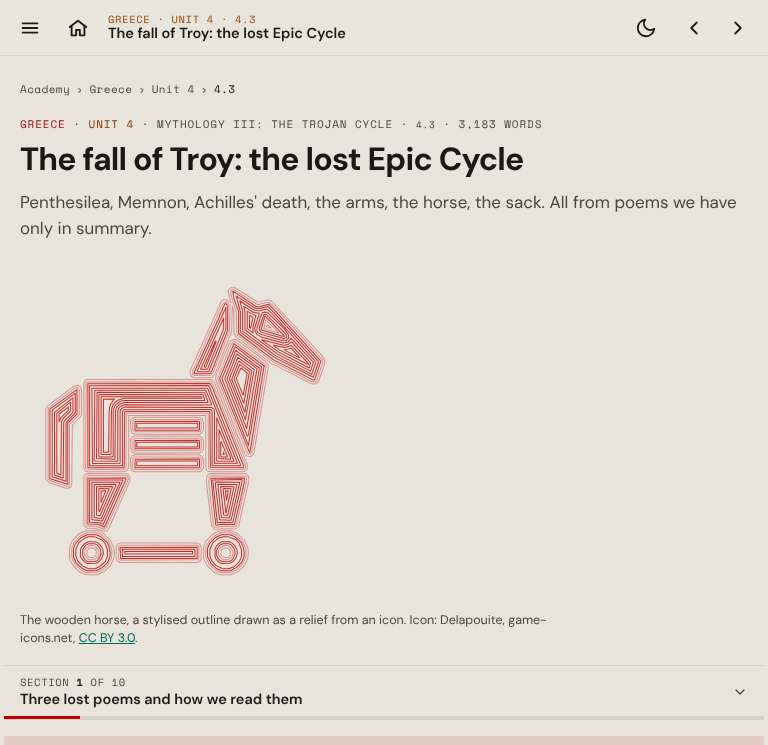 GREECE · UNIT 4 · 4.3
The fall of Troy: the lost Epic Cycle
Academy › Greece › Unit 4 › 4.3
GREECE · UNIT 4 · MYTHOLOGY III: THE TROJAN CYCLE · 4.3 · 3,183 WORDS
The fall of Troy: the lost Epic Cycle
Penthesilea, Memnon, Achilles' death, the arms, the horse, the sack. All from poems we have
only in summary.
The wooden horse, a stylised outline drawn as a relief from an icon. Icon: Delapouite, game-
icons.net, CC BY 3.0.
SECTION 1 OF 10
Three lost poems and how we read them